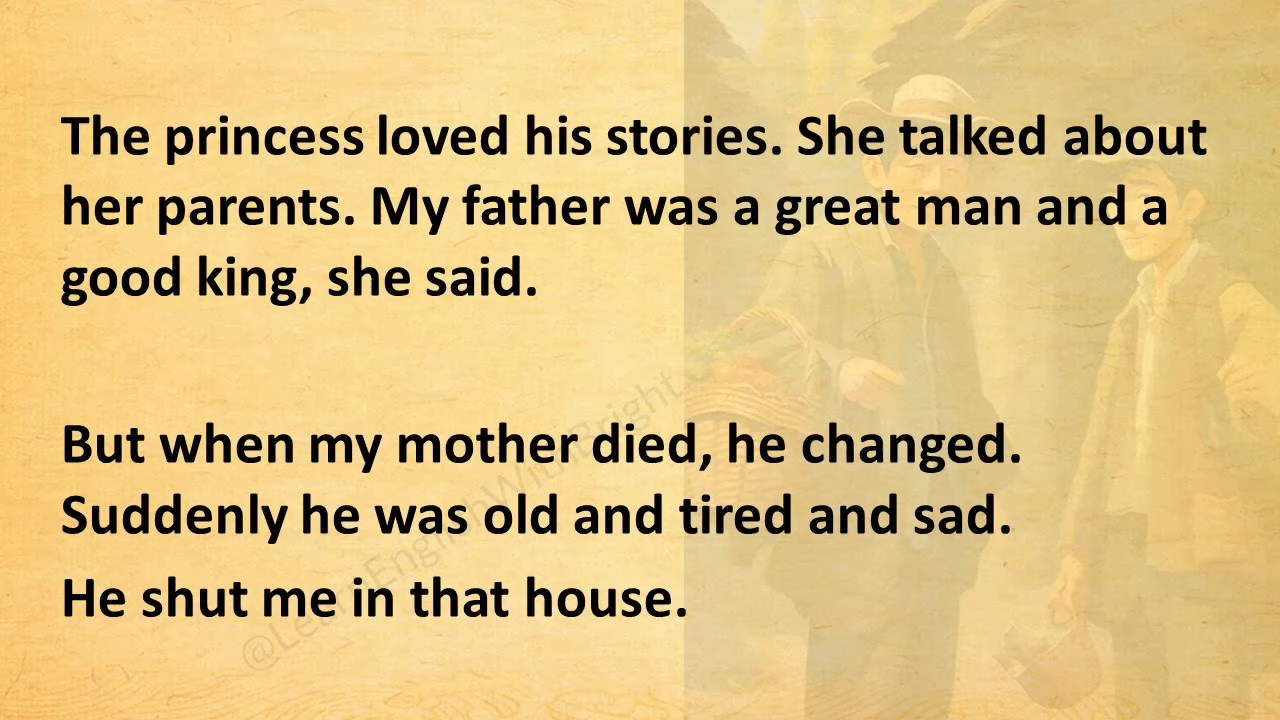 The princess loved his stories. She talked about
her parents. My father was a great man and a
good king, she said.
But when my mother died, he changed.
Suddenly he was old and tired and sad.
He shut me in that house.
@LearnEnglishWithBright